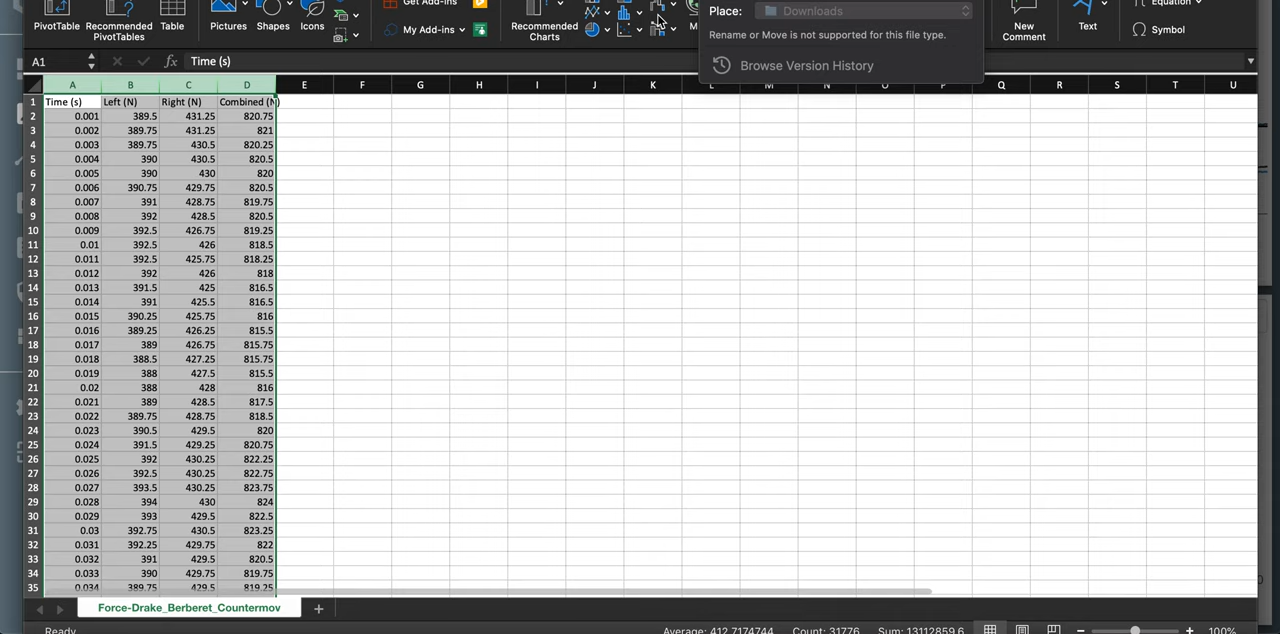 Get Add-ins
Place: Downloads
Equation
PivotTable Recommended PivotTables Table Pictures Shapes Icons My Add-ins Recommended Charts New Comment Text Symbol
Rename or Move is not supported for this file type.
Browse Version History
A1 fx Time (s)
A B C D E F G H I J K L M N O P Q R S T U
1 Time (s) Left (N) Right (N) Combined (N)
2 0.001 389.5 431.25 820.75
3 0.002 389.75 431.25 821
4 0.003 389.75 430.5 820.25
5 0.004 390 430.5 820.5
6 0.005 390 430 820
7 0.006 390.75 429.75 820.5
8 0.007 391 428.75 819.75
9 0.008 392 428.5 820.5
10 0.009 392.5 426.75 819.25
11 0.01 392.5 426 818.5
12 0.011 392.5 425.75 818.25
13 0.012 392 426 818
14 0.013 391.5 425 816.5
15 0.014 391 425.5 816.5
16 0.015 390.25 425.75 816
17 0.016 389.25 426.25 815.5
18 0.017 389 426.75 815.75
19 0.018 388.5 427.25 815.75
20 0.019 388 427.5 815.5
21 0.02 388 428 816
22 0.021 389 428.5 817.5
23 0.022 389.75 428.75 818.5
24 0.023 390.5 429.5 820
25 0.024 391.5 429.25 820.75
26 0.025 392 430.25 822.25
27 0.026 392.5 430.25 822.75
28 0.027 393.5 430.25 823.75
29 0.028 394 430 824
30 0.029 393 429.5 822.5
31 0.03 392.75 430.5 823.25
32 0.031 392.25 429.75 822
33 0.032 391 429.5 820.5
34 0.033 390 429.75 819.75
35 0.034 389.75 429.5 819.25
Force-Drake_Berberet_Countermov
Ready Average: 412.7174744 Count: 31776 Sum: 13112859.6 100%